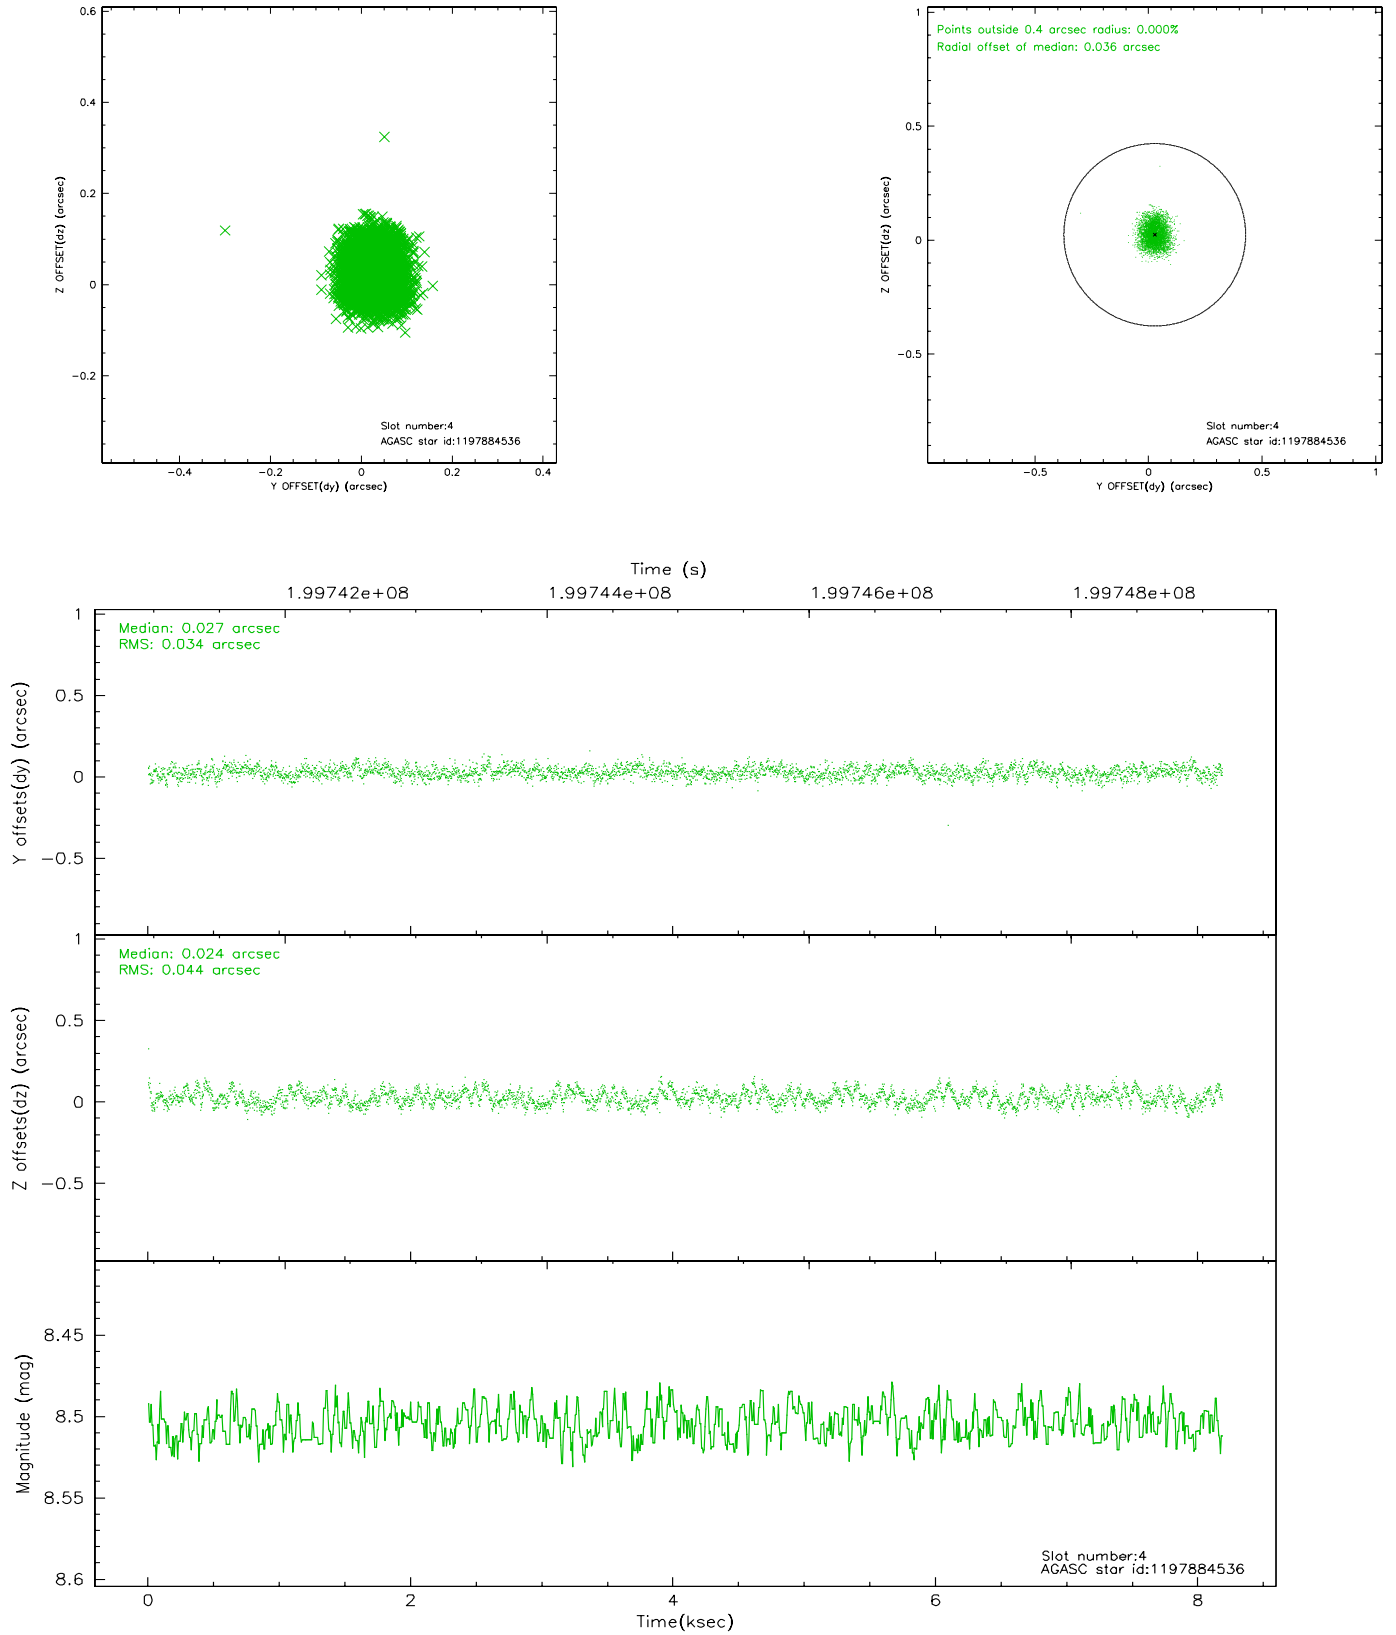 0.6
0.4
0.2
0
−0.2
Z OFFSET(dz) (arcsec)
Slot number:4
AGASC star id:1197884536
−0.4 −0.2 0 0.2 0.4
Y OFFSET(dy) (arcsec)
Points outside 0.4 arcsec radius: 0.000%
Radial offset of median: 0.036 arcsec
1
0.5
0
−0.5
Z OFFSET(dz) (arcsec)
Slot number:4
AGASC star id:1197884536
−0.5 0 0.5 1
Y OFFSET(dy) (arcsec)
Time (s)
1.99742e+08 1.99744e+08 1.99746e+08 1.99748e+08
Median: 0.027 arcsec
RMS: 0.034 arcsec
1
0.5
0
−0.5
Y offsets(dy) (arcsec)
Median: 0.024 arcsec
RMS: 0.044 arcsec
1
0.5
0
−0.5
Z offsets(dz) (arcsec)
8.45
8.5
8.55
8.6
Magnitude (mag)
Slot number:4
AGASC star id:1197884536
0 2 4 6 8
Time(ksec)